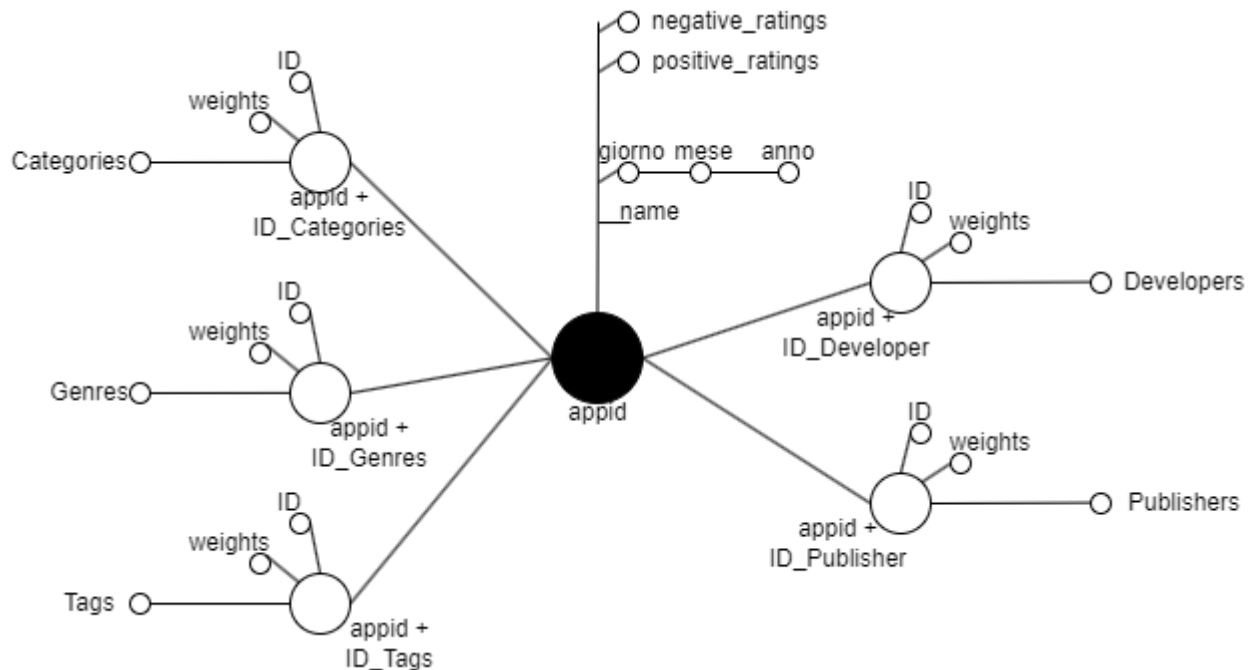 negative_ratings
positive_ratings
giorno mese anno
name
appid
ID
weights
Categories
appid +
ID_Categories
ID
weights
Genres
appid +
ID_Genres
ID
weights
Tags
appid +
ID_Tags
ID
weights
Developers
appid +
ID_Developer
ID
weights
Publishers
appid +
ID_Publisher